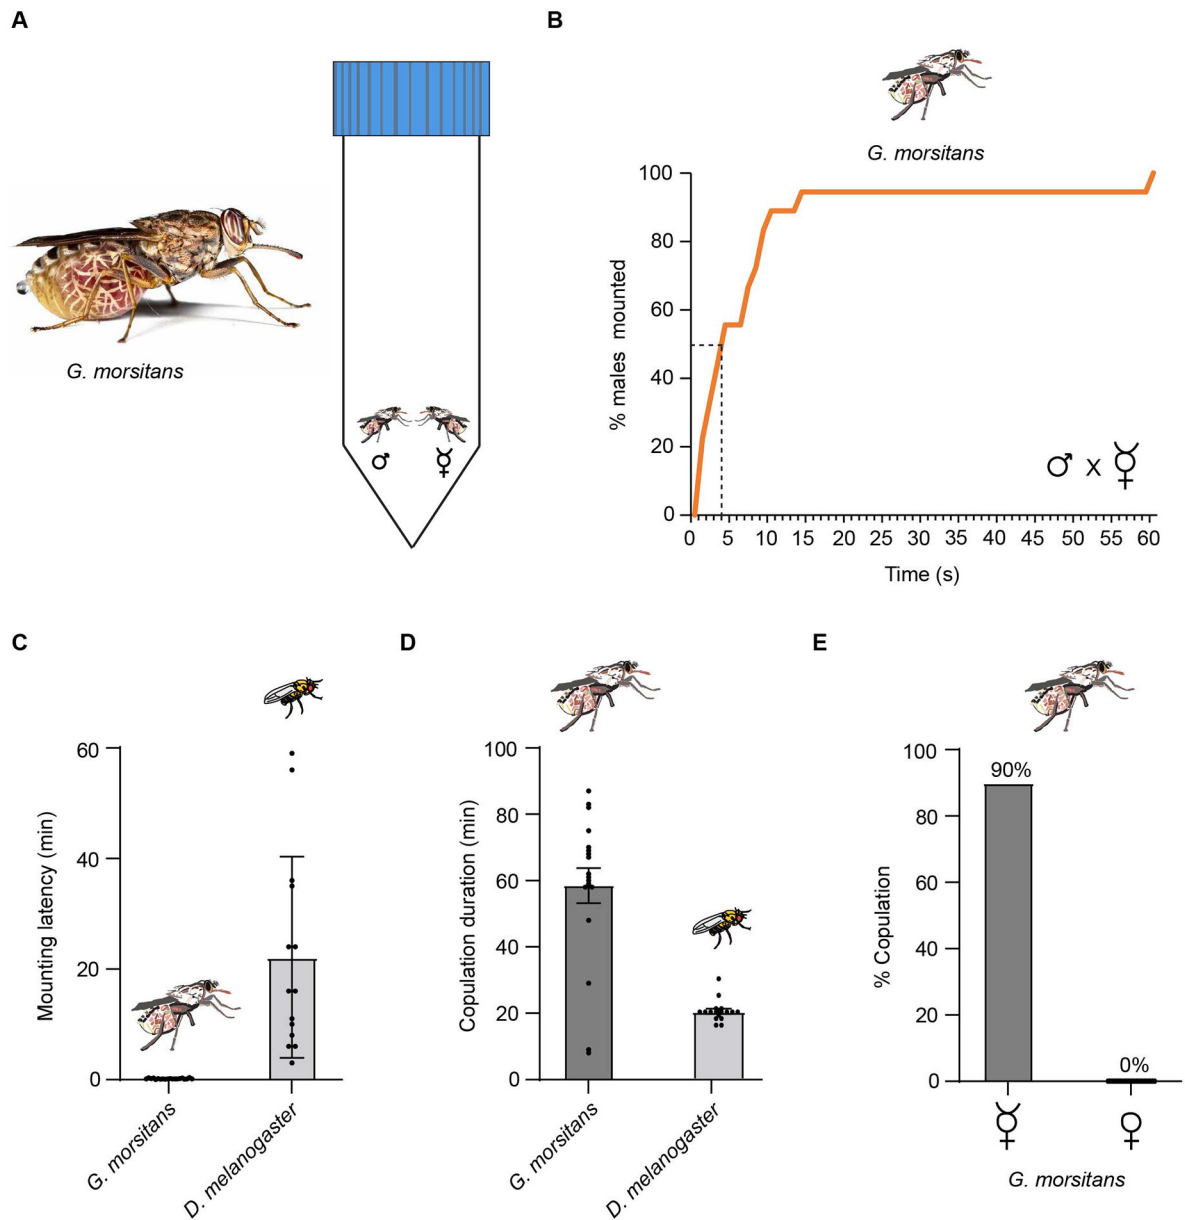 A
G. morsitans
♂
☿
B
G. morsitans
100
80
60
40
20
0
% males mounted
0 5 10 15 20 25 30 35 40 45 50 55 60
Time (s)
♂ x ☿
C
60
40
20
0
Mounting latency (min)
G. morsitans
D. melanogaster
D
100
80
60
40
20
0
Copulation duration (min)
G. morsitans
D. melanogaster
E
100
80
60
40
20
0
% Copulation
90%
0%
☿ ♀
G. morsitans